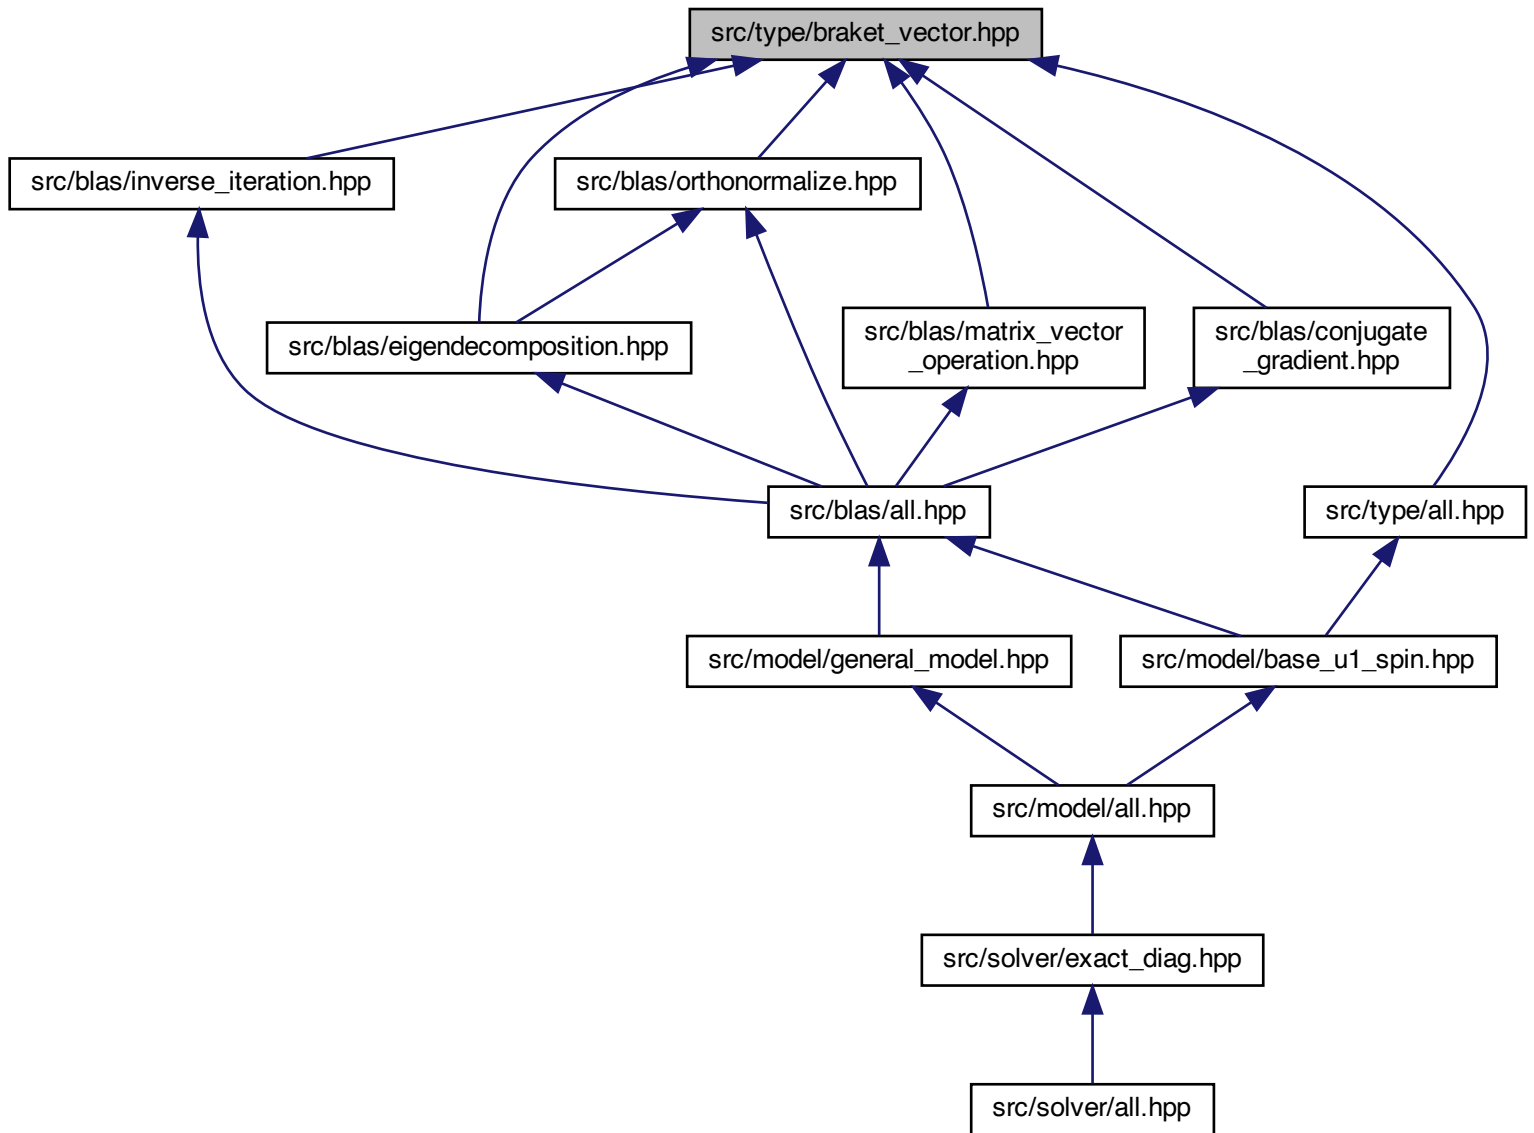 src/type/braket_vector.hpp
src/blas/inverse_iteration.hpp
src/blas/orthonormalize.hpp
src/blas/eigendecomposition.hpp
src/blas/matrix_vector
_operation.hpp
src/blas/conjugate
_gradient.hpp
src/blas/all.hpp
src/type/all.hpp
src/model/general_model.hpp
src/model/base_u1_spin.hpp
src/model/all.hpp
src/solver/exact_diag.hpp
src/solver/all.hpp